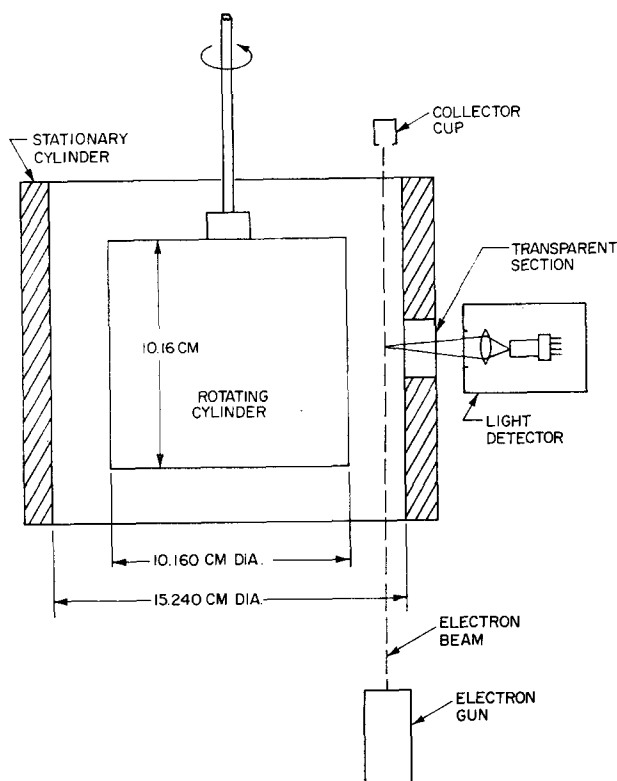 STATIONARY
CYLINDER
COLLECTOR
CUP
TRANSPARENT
SECTION
10.16 CM
ROTATING
CYLINDER
LIGHT
DETECTOR
10.160 CM DIA.
15.240 CM DIA.
ELECTRON
BEAM
ELECTRON
GUN